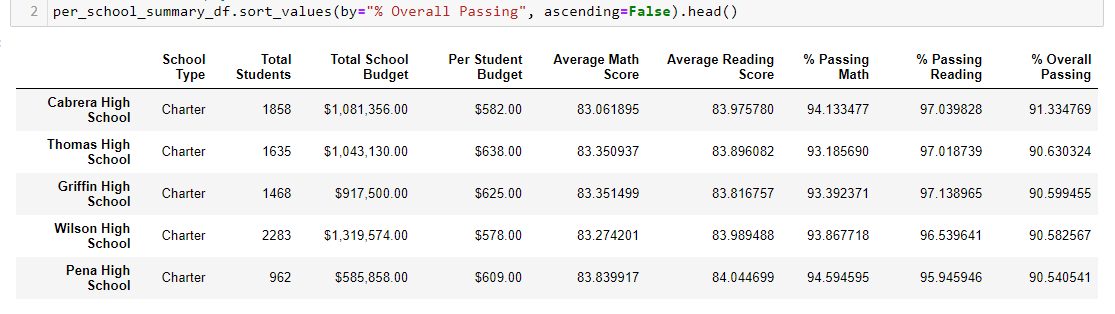 2 per_school_summary_df.sort_values(by="% Overall Passing", ascending=False).head()
School Type Total Students Total School Budget Per Student Budget Average Math Score Average Reading Score % Passing Math % Passing Reading % Overall Passing
Cabrera High School Charter 1858 $1,081,356.00 $582.00 83.061895 83.975780 94.133477 97.039828 91.334769
Thomas High School Charter 1635 $1,043,130.00 $638.00 83.350937 83.896082 93.185690 97.018739 90.630324
Griffin High School Charter 1468 $917,500.00 $625.00 83.351499 83.816757 93.392371 97.138965 90.599455
Wilson High School Charter 2283 $1,319,574.00 $578.00 83.274201 83.989488 93.867718 96.539641 90.582567
Pena High School Charter 962 $585,858.00 $609.00 83.839917 84.044699 94.594595 95.945946 90.540541